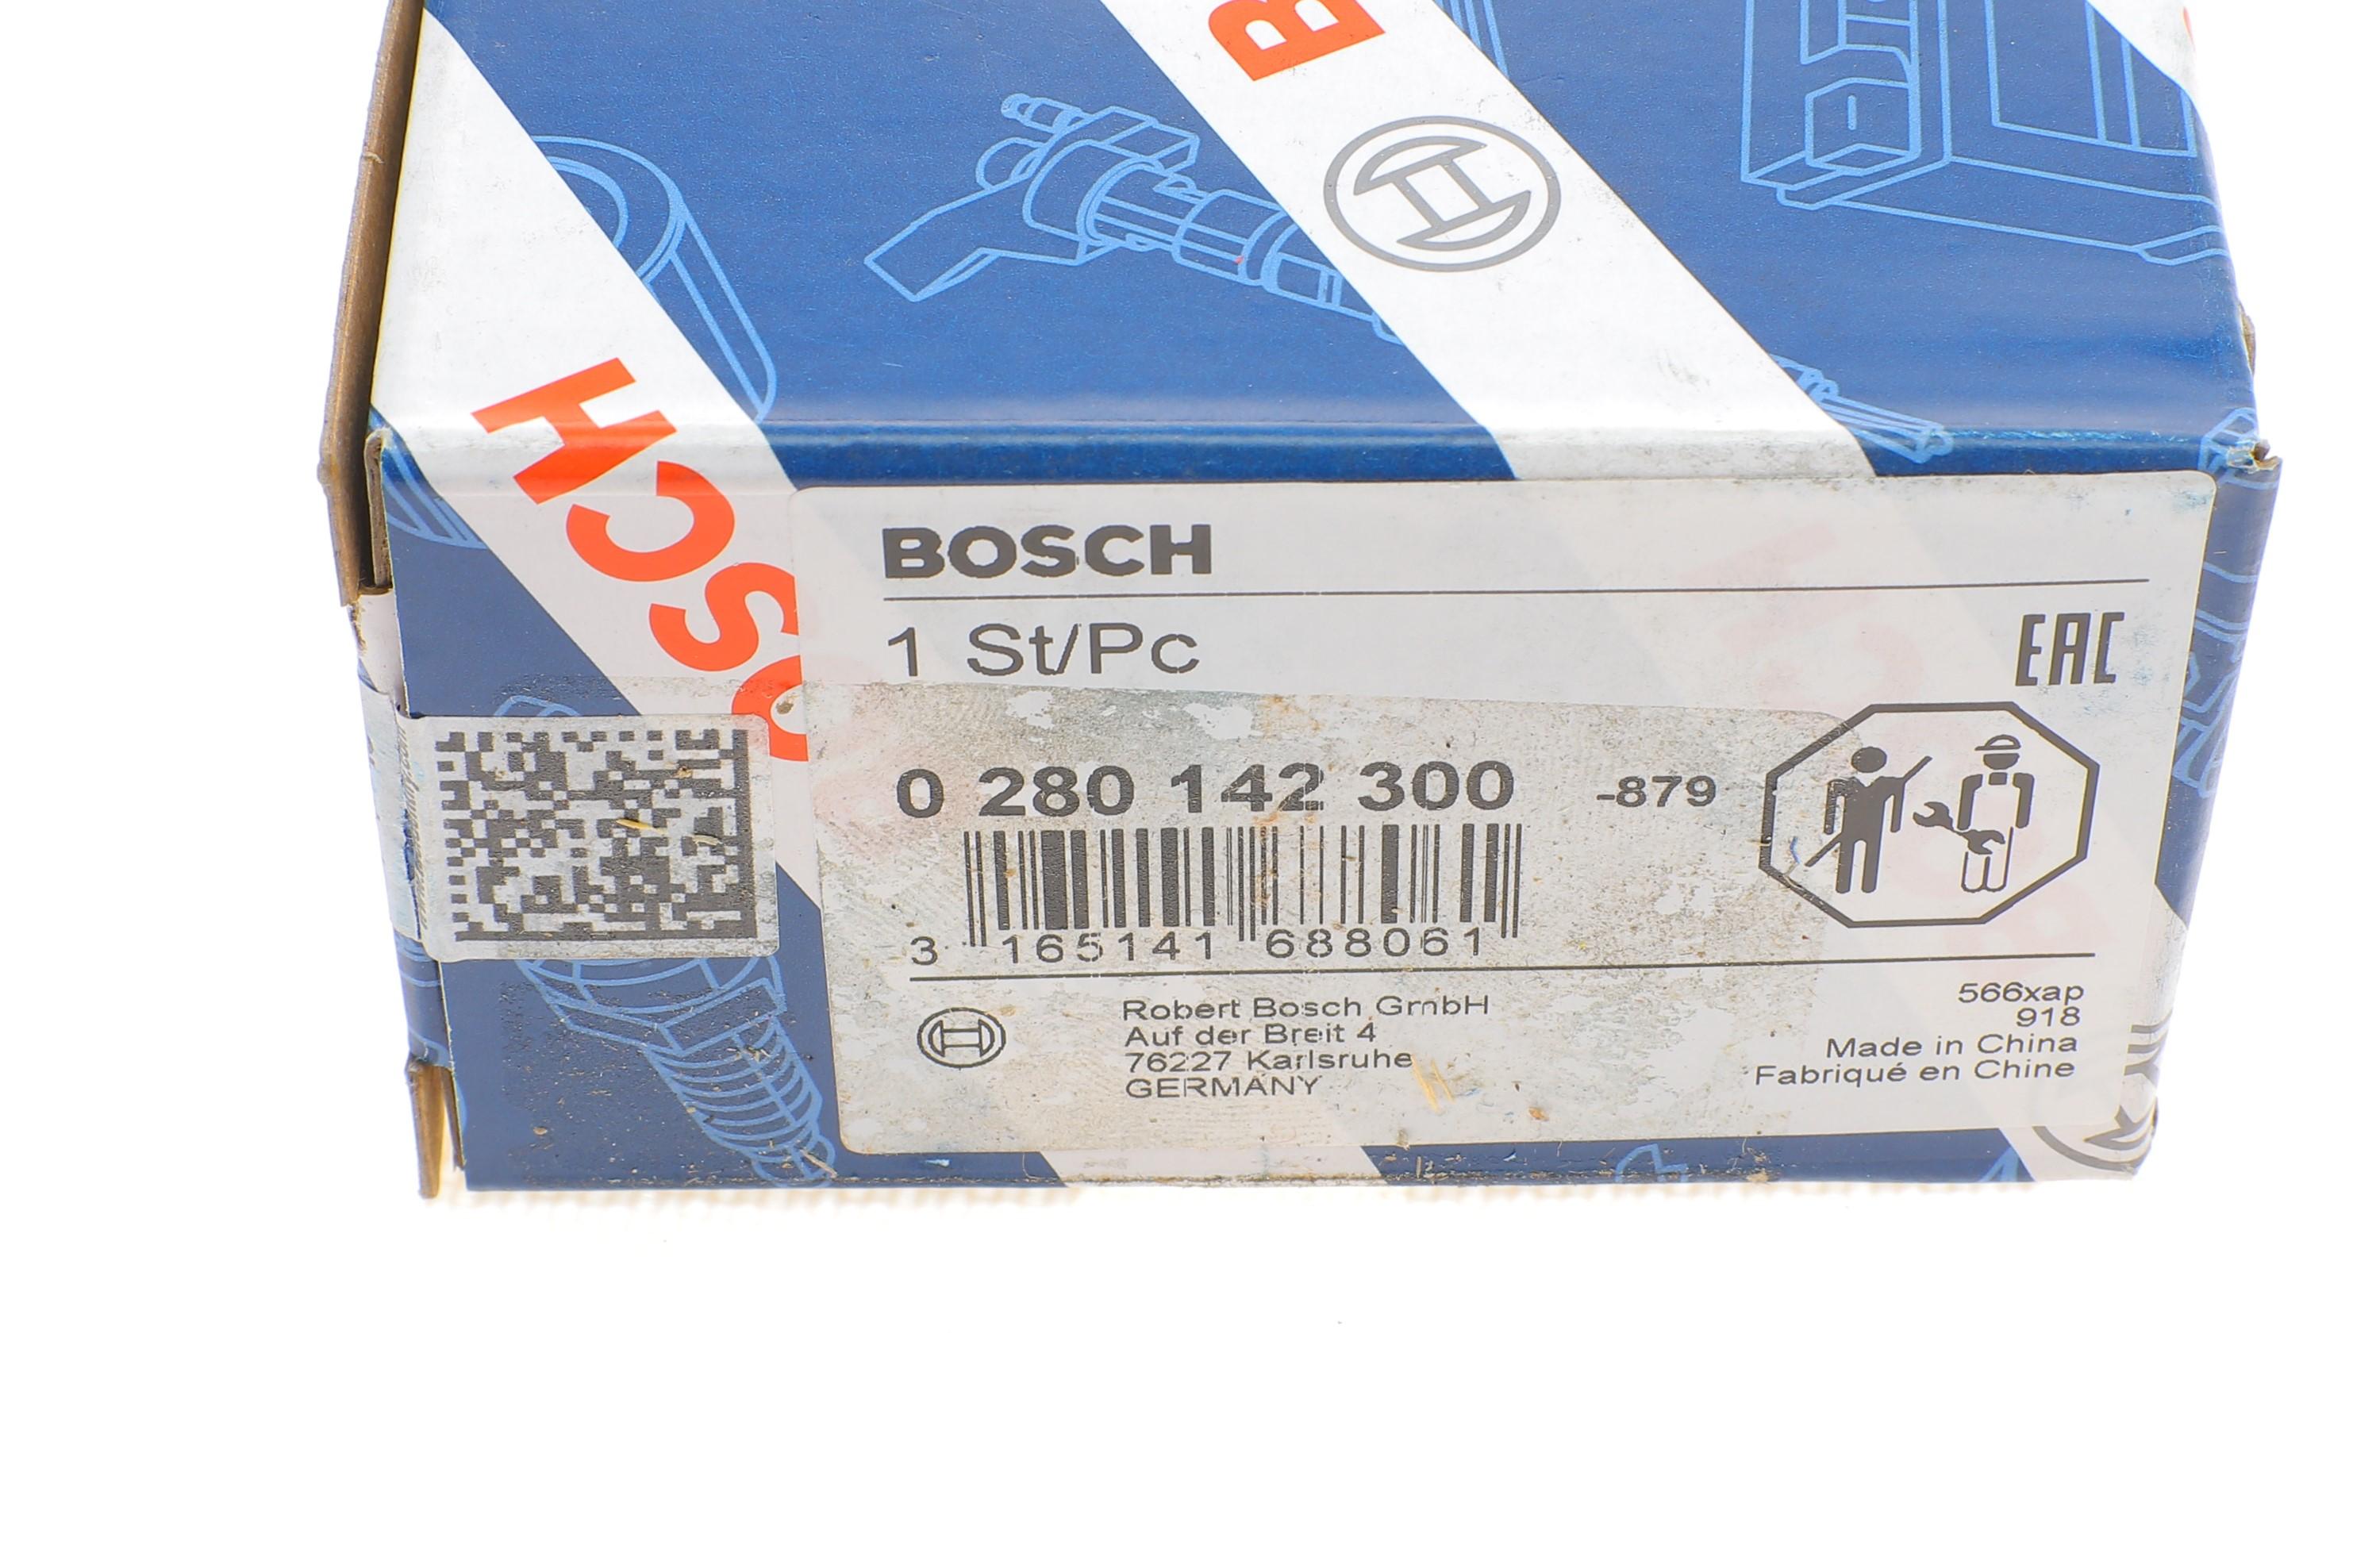 B
BOSCH
BOSCH
1 St/Pc
EAC
0 280 142 300 -879
3 165141 688061
Robert Bosch GmbH
Auf der Breit 4
76227 Karlsruhe
GERMANY
566xap
918
Made in China
Fabriqué en Chine